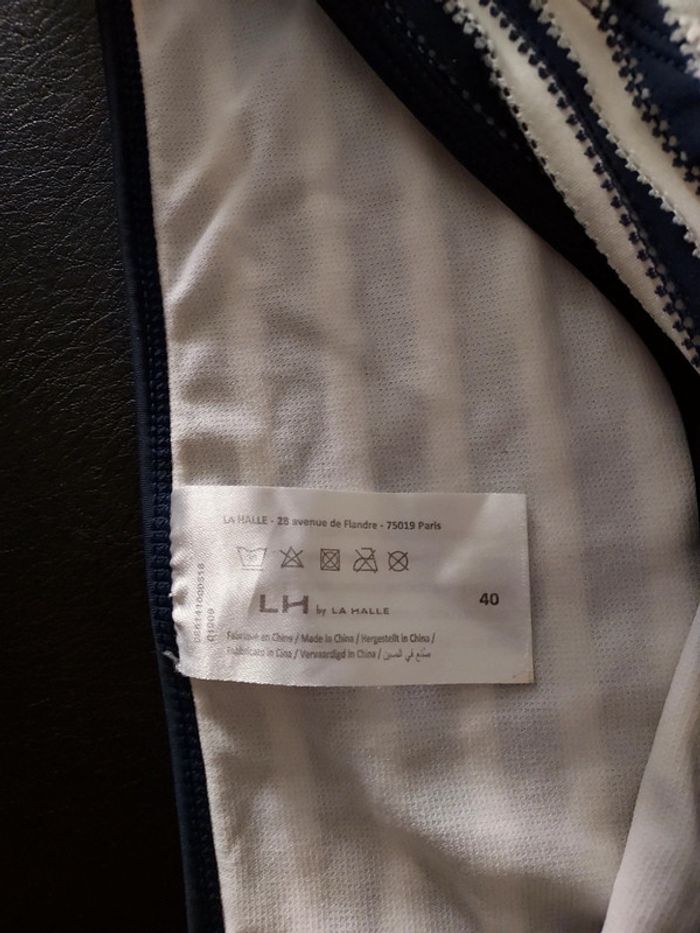 LA HALLE - 28 avenue de Flandre - 75019 Paris
LH by LA HALLE
40
Fabriqué en Chine / Made in China / Hergestellt in China /
Fabbricato in Cina / Vervaardigd in China / صنع في الصين